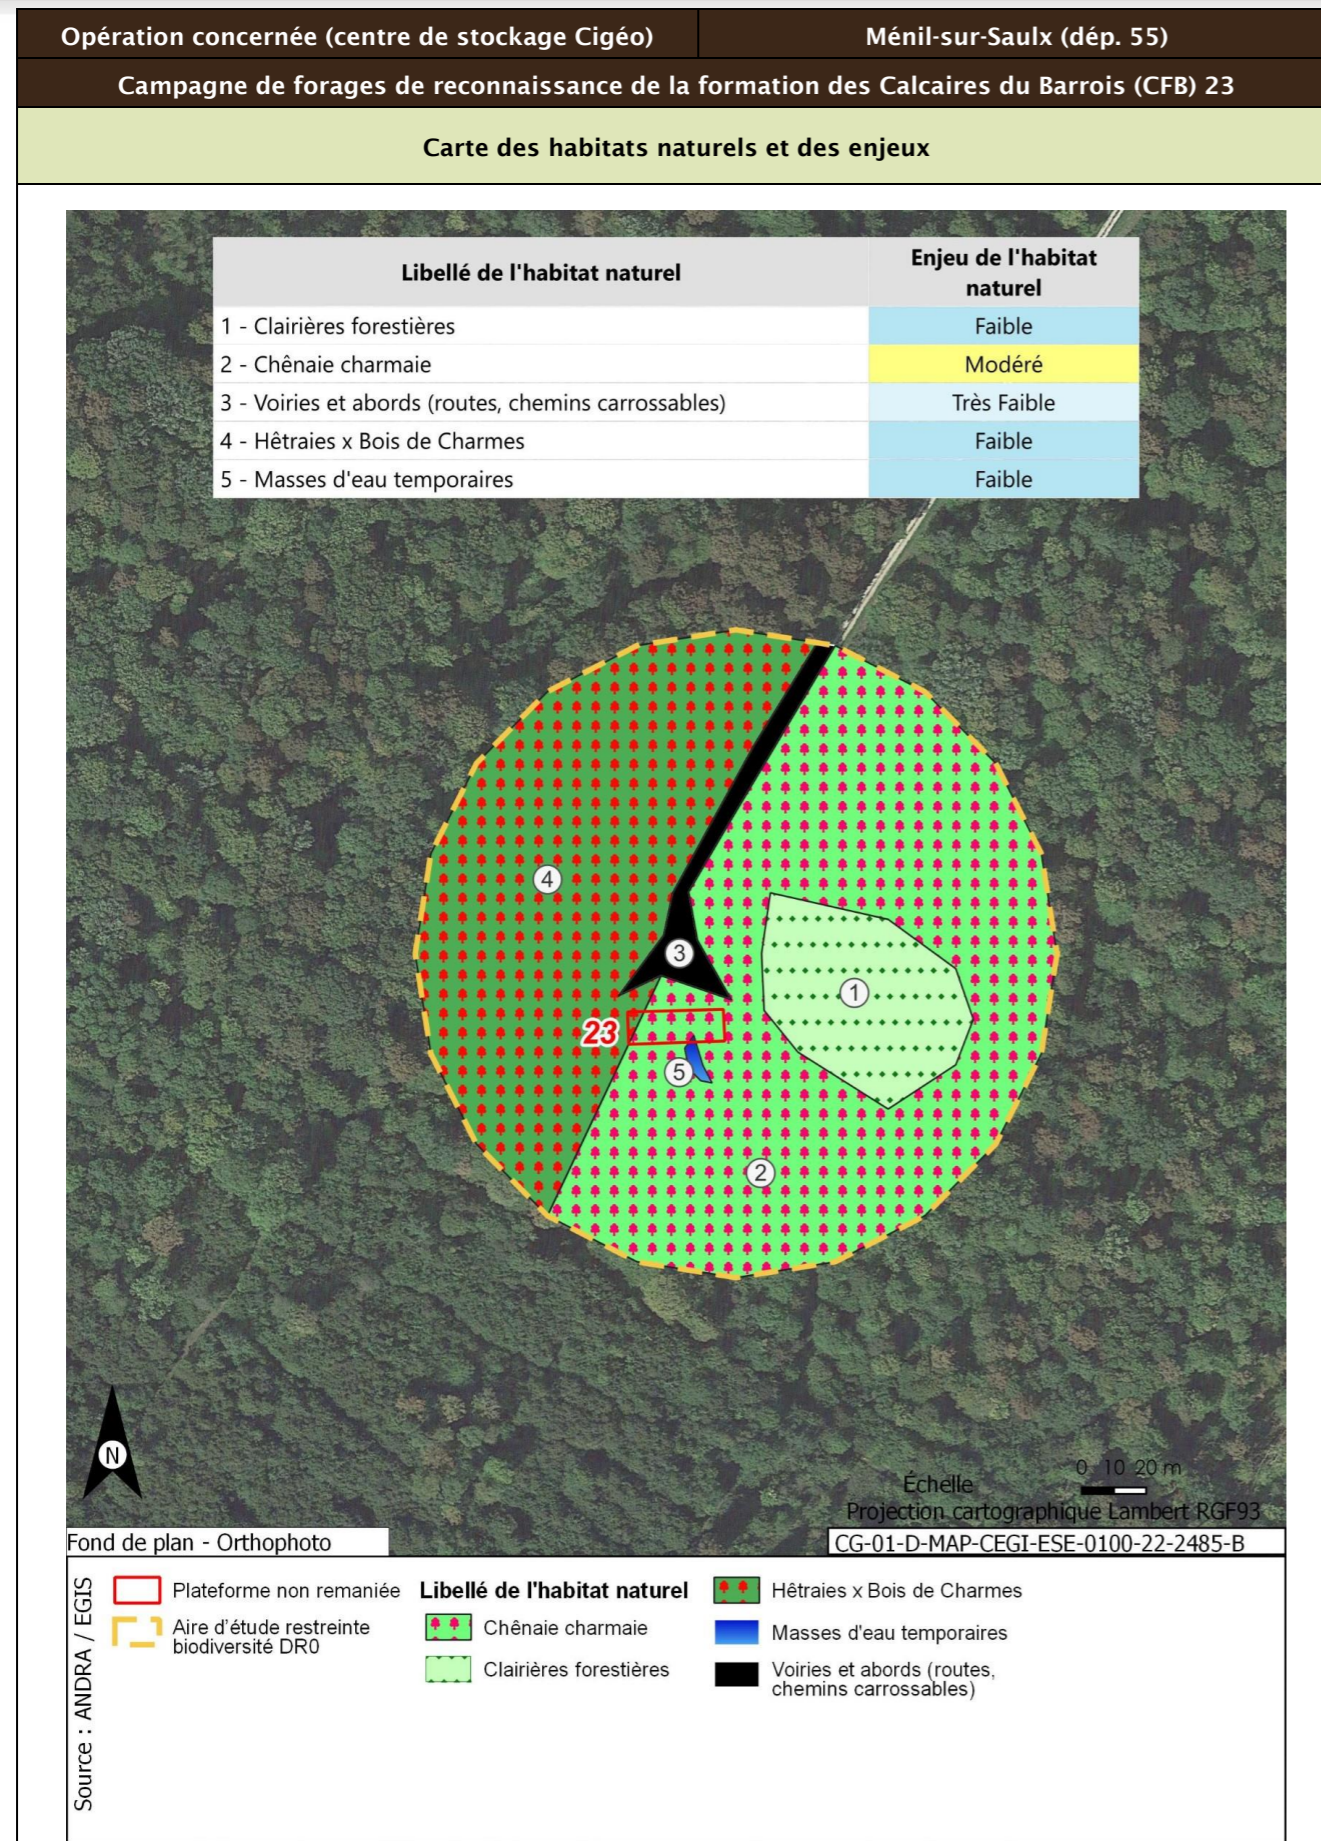 Opération concernée (centre de stockage Cigéo)
Ménil-sur-Saulx (dép. 55)
Campagne de forages de reconnaissance de la formation des Calcaires du Barrois (CFB) 23
Carte des habitats naturels et des enjeux
Libellé de l'habitat naturel
Enjeu de l'habitat
naturel
1 - Clairières forestières
Faible
2 - Chênaie charmaie
Modéré
3 - Voiries et abords (routes, chemins carrossables)
Très Faible
4 - Hêtraies x Bois de Charmes
Faible
5 - Masses d'eau temporaires
Faible
4
3
1
23
5
2
N
0 10 20 m
Échelle
Projection cartographique Lambert RGF93
Fond de plan - Orthophoto
CG-01-D-MAP-CEGI-ESE-0100-22-2485-B
Source : ANDRA / EGIS
Plateforme non remaniée
Aire d'étude restreinte
biodiversité DR0
Libellé de l'habitat naturel
Chênaie charmaie
Clairières forestières
Hêtraies x Bois de Charmes
Masses d'eau temporaires
Voiries et abords (routes,
chemins carrossables)